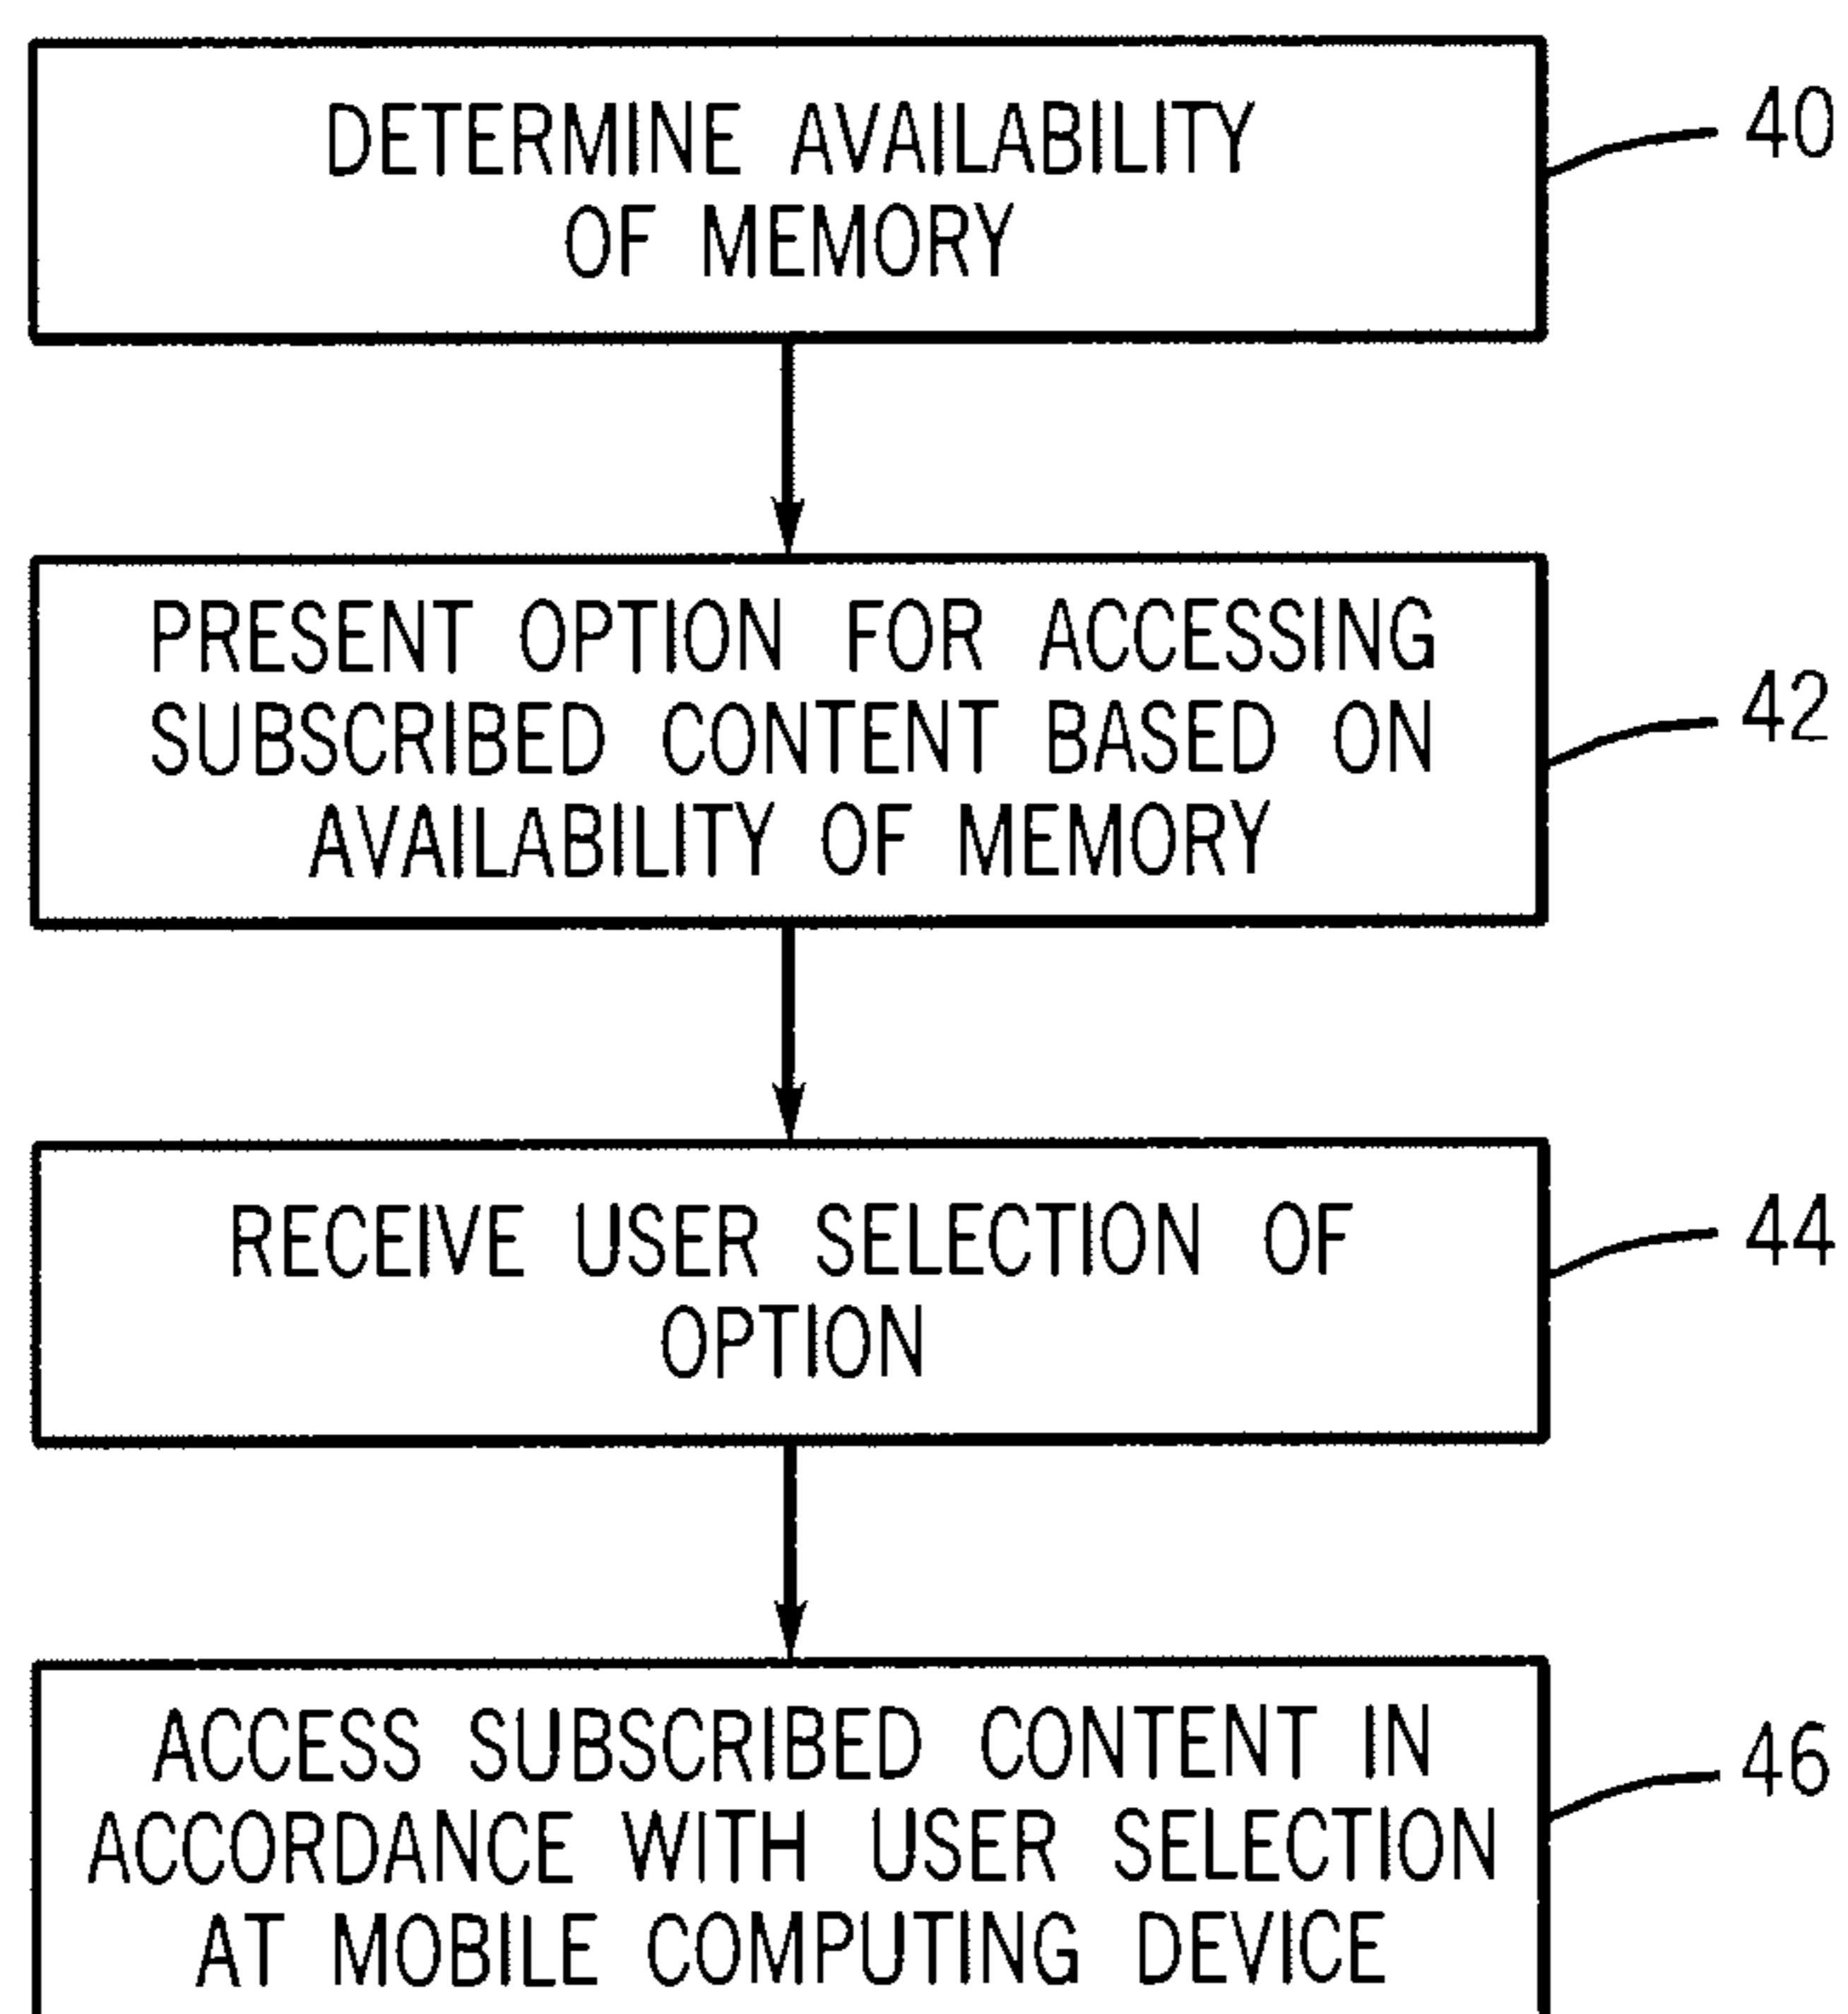 DETERMINE AVAILABILITY
OF MEMORY
40
PRESENT OPTION FOR ACCESSING
SUBSCRIBED CONTENT BASED ON
AVAILABILITY OF MEMORY
42
RECEIVE USER SELECTION OF
OPTION
44
ACCESS SUBSCRIBED CONTENT IN
ACCORDANCE WITH USER SELECTION
AT MOBILE COMPUTING DEVICE
46